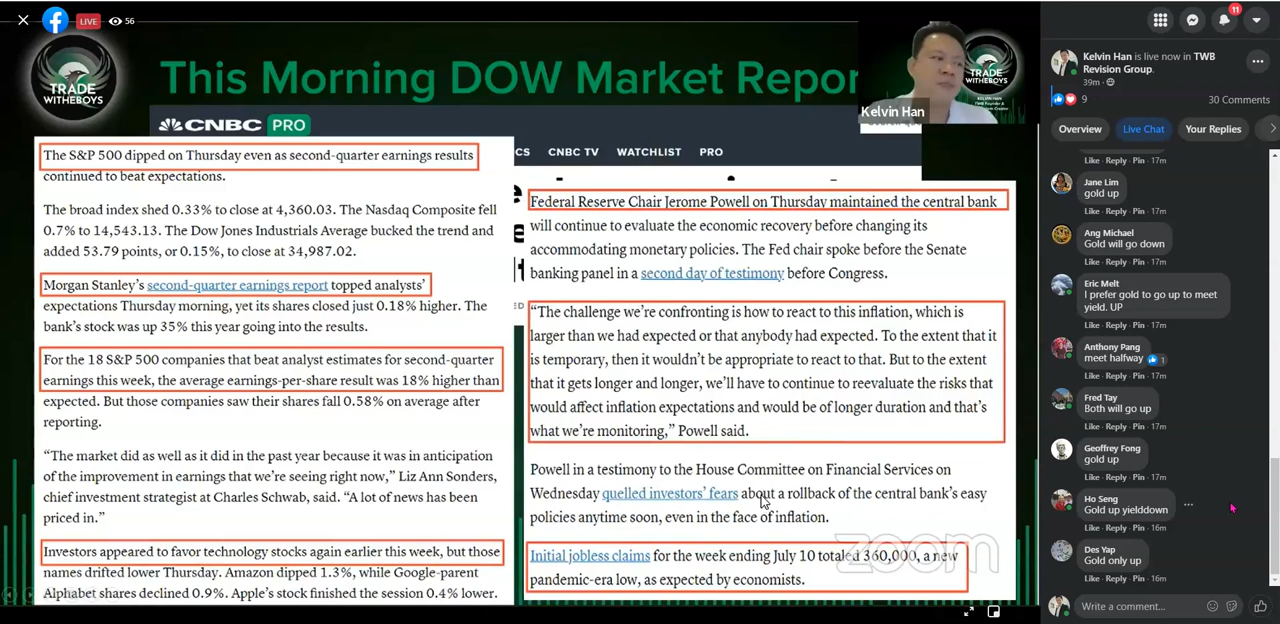 LIVE
56
TRADE
WITHEBOYS
This Morning DOW Market Repor
CNBC PRO
CS CNBC TV WATCHLIST PRO
The S&P 500 dipped on Thursday even as second-quarter earnings results
continued to beat expectations.
The broad index shed 0.33% to close at 4,360.03. The Nasdaq Composite fell
0.7% to 14,543.13. The Dow Jones Industrials Average bucked the trend and
added 53.79 points, or 0.15%, to close at 34,987.02.
Morgan Stanley’s second-quarter earnings report topped analysts’
expectations Thursday morning, yet its shares closed just 0.18% higher. The
bank’s stock was up 35% this year going into the results.
For the 18 S&P 500 companies that beat analyst estimates for second-quarter
earnings this week, the average earnings-per-share result was 18% higher than
expected. But those companies saw their shares fall 0.58% on average after
reporting.
“The market did as well as it did in the past year because it was in anticipation
of the improvement in earnings that we’re seeing right now,” Liz Ann Sonders,
chief investment strategist at Charles Schwab, said. “A lot of news has been
priced in.”
Investors appeared to favor technology stocks again earlier this week, but those
names drifted lower Thursday. Amazon dipped 1.3%, while Google-parent
Alphabet shares declined 0.9%. Apple’s stock finished the session 0.4% lower.
Federal Reserve Chair Jerome Powell on Thursday maintained the central bank
will continue to evaluate the economic recovery before changing its
accommodating monetary policies. The Fed chair spoke before the Senate
banking panel in a second day of testimony before Congress.
“The challenge we’re confronting is how to react to this inflation, which is
larger than we had expected or that anybody had expected. To the extent that it
is temporary, then it wouldn’t be appropriate to react to that. But to the extent
that it gets longer and longer, we’ll have to continue to reevaluate the risks that
would affect inflation expectations and would be of longer duration and that’s
what we’re monitoring,” Powell said.
Powell in a testimony to the House Committee on Financial Services on
Wednesday quelled investors’ fears about a rollback of the central bank’s easy
policies anytime soon, even in the face of inflation.
Initial jobless claims for the week ending July 10 totaled 360,000, a new
pandemic-era low, as expected by economists.
zoom
TRADE
WITHEBOYS
KELVIN HAN
Kelvin Han
11
Kelvin Han is live now in TWB
Revision Group.
39m
9
30 Comments
Overview
Live Chat
Your Replies
Like · Reply · Pin · 17m
Jane Lim
gold up
Like · Reply · Pin · 17m
Ang Michael
Gold will go down
Like · Reply · Pin · 17m
Eric Melt
I prefer gold to go up to meet
yield. UP
Like · Reply · Pin · 17m
Anthony Pang
meet halfway
1
Like · Reply · Pin · 17m
Fred Tay
Both will go up
Like · Reply · Pin · 17m
Geoffrey Fong
gold up
Like · Reply · Pin · 17m
Ho Seng
Gold up yielddown
Like · Reply · Pin · 16m
Des Yap
Gold only up
Like · Reply · Pin · 16m
Write a comment...